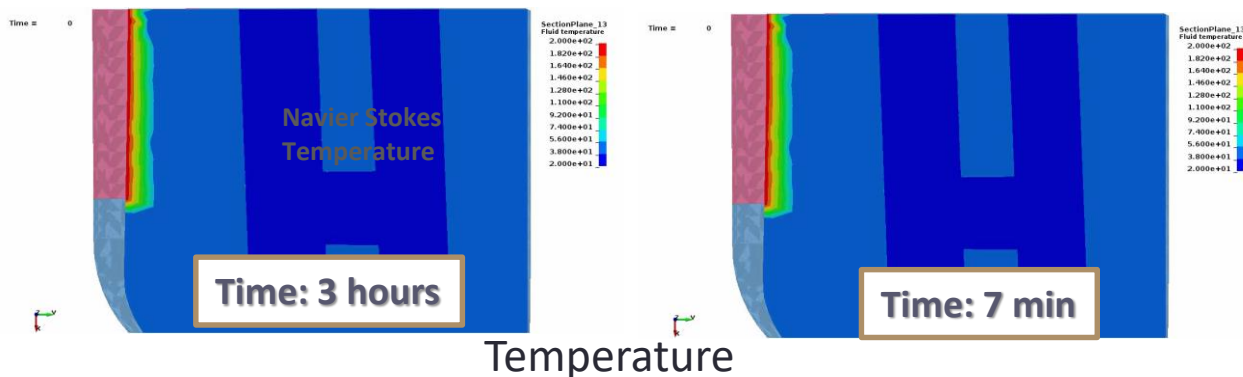 Time = 0
SectionPlane_13
Fluid temperature
2.000e+02
1.820e+02
1.640e+02
1.460e+02
1.280e+02
1.100e+02
9.200e+01
7.400e+01
5.600e+01
3.800e+01
2.000e+01
Navier Stokes
Temperature
Time: 3 hours
Z Y
X
Time = 0
SectionPlane_13
Fluid temperature
2.000e+02
1.820e+02
1.640e+02
1.460e+02
1.280e+02
1.100e+02
9.200e+01
7.400e+01
5.600e+01
3.800e+01
2.000e+01
Time: 7 min
Z Y
X
Temperature